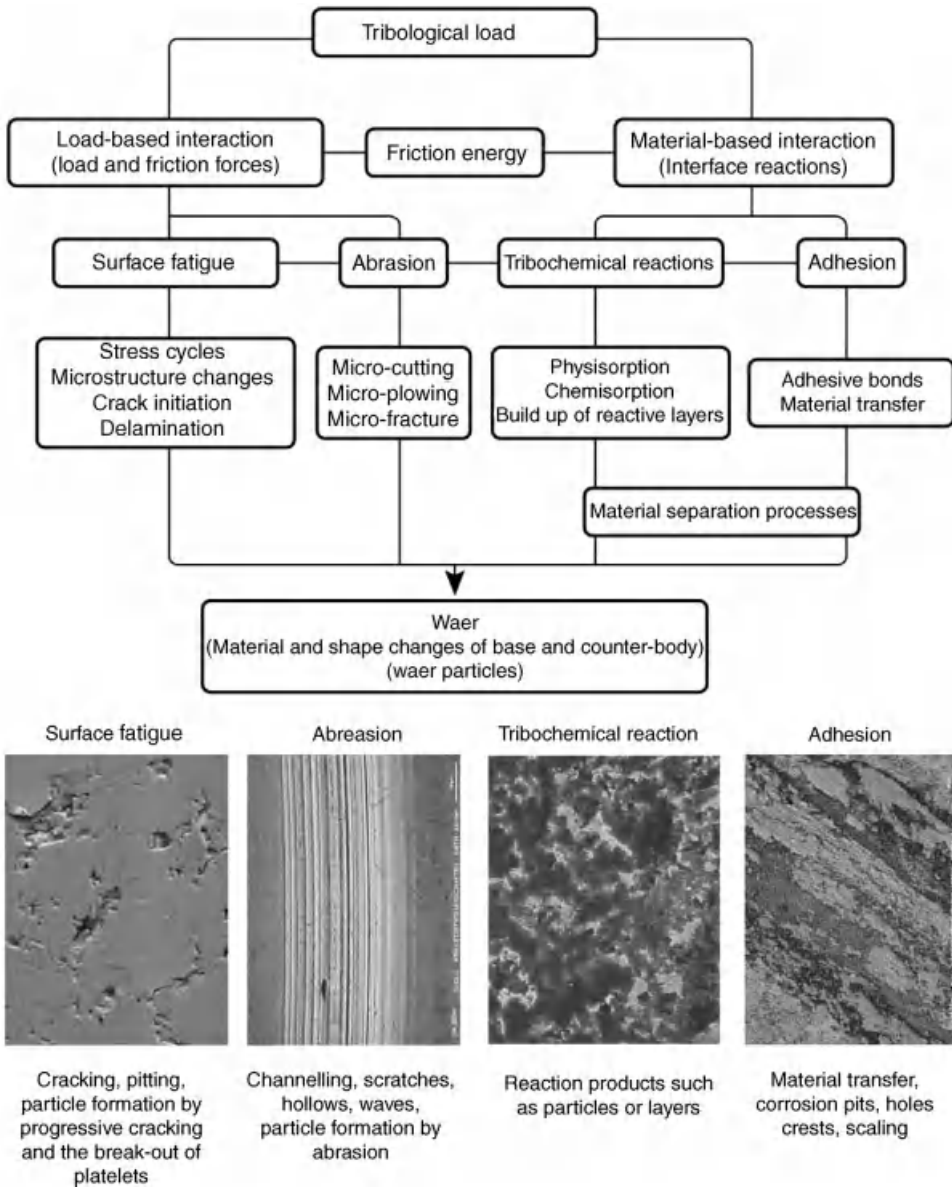 Tribological load
Load-based interaction
(load and friction forces)
Friction energy
Material-based interaction
(Interface reactions)
Surface fatigue
Abrasion
Tribochemical reactions
Adhesion
Stress cycles
Microstructure changes
Crack initiation
Delamination
Micro-cutting
Micro-plowing
Micro-fracture
Physisorption
Chemisorption
Build up of reactive layers
Adhesive bonds
Material transfer
Material separation processes
Waer
(Material and shape changes of base and counter-body)
(waer particles)
Surface fatigue
Abreasion
Tribochemical reaction
Adhesion
Cracking, pitting,
particle formation by
progressive cracking
and the break-out of
platelets
Channelling, scratches,
hollows, waves,
particle formation by
abrasion
Reaction products such
as particles or layers
Material transfer,
corrosion pits, holes
crests, scaling